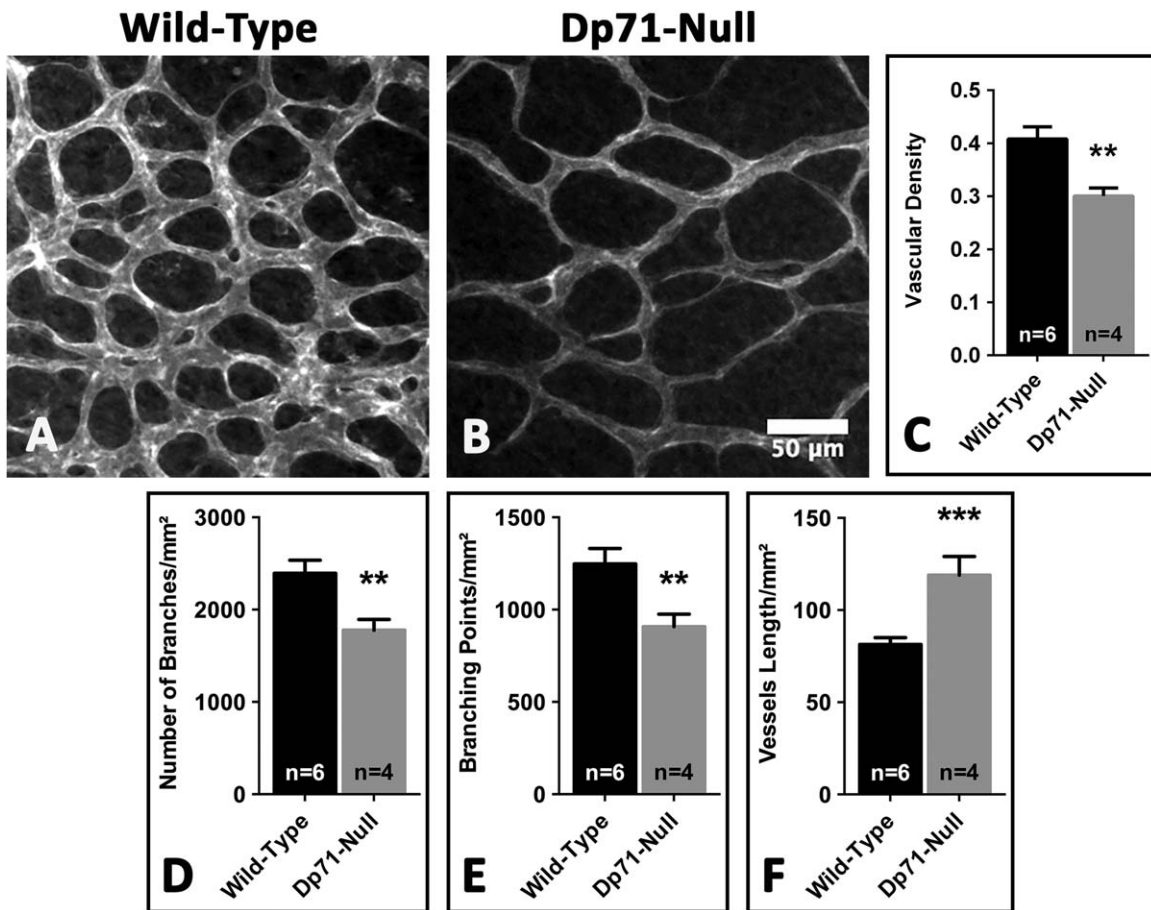 Wild-Type Dp71-Null
A
B
50 µm
0.5
0.4
0.3
0.2
0.1
0.0
Vascular Density
**
n=6 n=4
Wild-Type Dp71-Null
C
3000
2000
1000
0
Number of Branches/mm²
**
n=6 n=4
Wild-Type Dp71-Null
D
1500
1000
500
0
Branching Points/mm²
**
n=6 n=4
Wild-Type Dp71-Null
E
150
100
50
0
Vessels Length/mm²
***
n=6 n=4
Wild-Type Dp71-Null
F